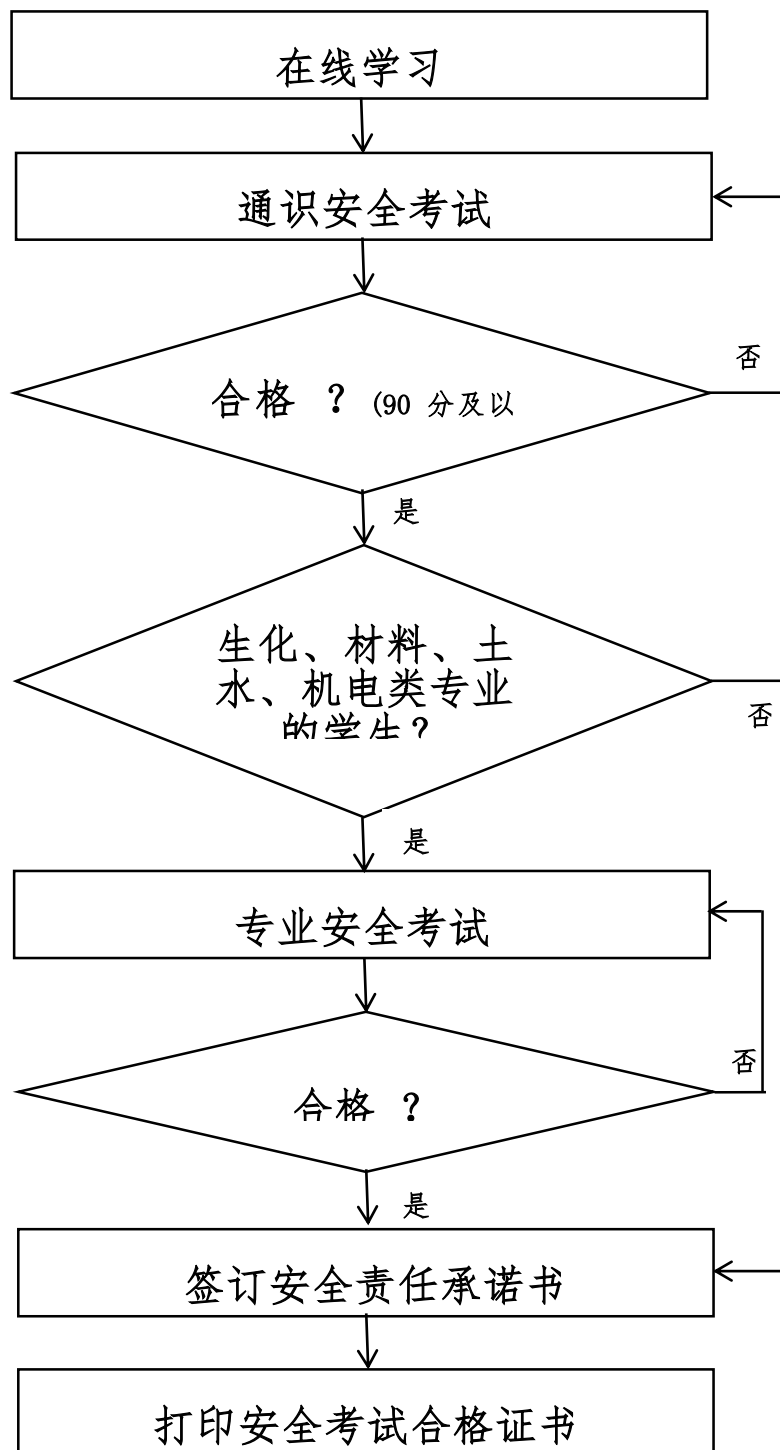 在线学习
通识安全考试
否
合格 ？(90 分及以
是
生化、材料、土
水、机电类专业
的学生？
否
是
专业安全考试
否
合格 ？
是
签订安全责任承诺书
打印安全考试合格证书